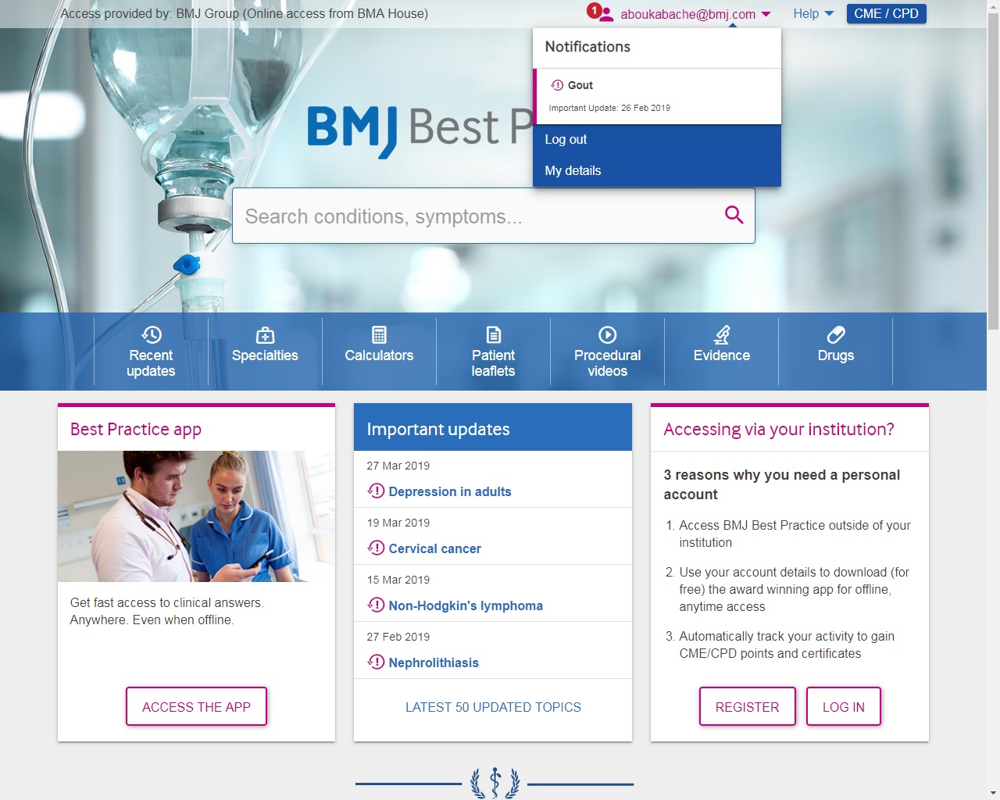 Access provided by: BMJ Group (Online access from BMA House)
1 aboukabache@bmj.com
Help
CME / CPD
Notifications
Gout
Important Update: 26 Feb 2019
Log out
My details
BMJ Best P
Search conditions, symptoms...
Recent
updates
Specialties
Calculators
Patient
leaflets
Procedural
videos
Evidence
Drugs
Best Practice app
Get fast access to clinical answers.
Anywhere. Even when offline.
ACCESS THE APP
Important updates
27 Mar 2019
Depression in adults
19 Mar 2019
Cervical cancer
15 Mar 2019
Non-Hodgkin's lymphoma
27 Feb 2019
Nephrolithiasis
LATEST 50 UPDATED TOPICS
Accessing via your institution?
3 reasons why you need a personal
account
1. Access BMJ Best Practice outside of your
institution
2. Use your account details to download (for
free) the award winning app for offline,
anytime access
3. Automatically track your activity to gain
CME/CPD points and certificates
REGISTER
LOG IN